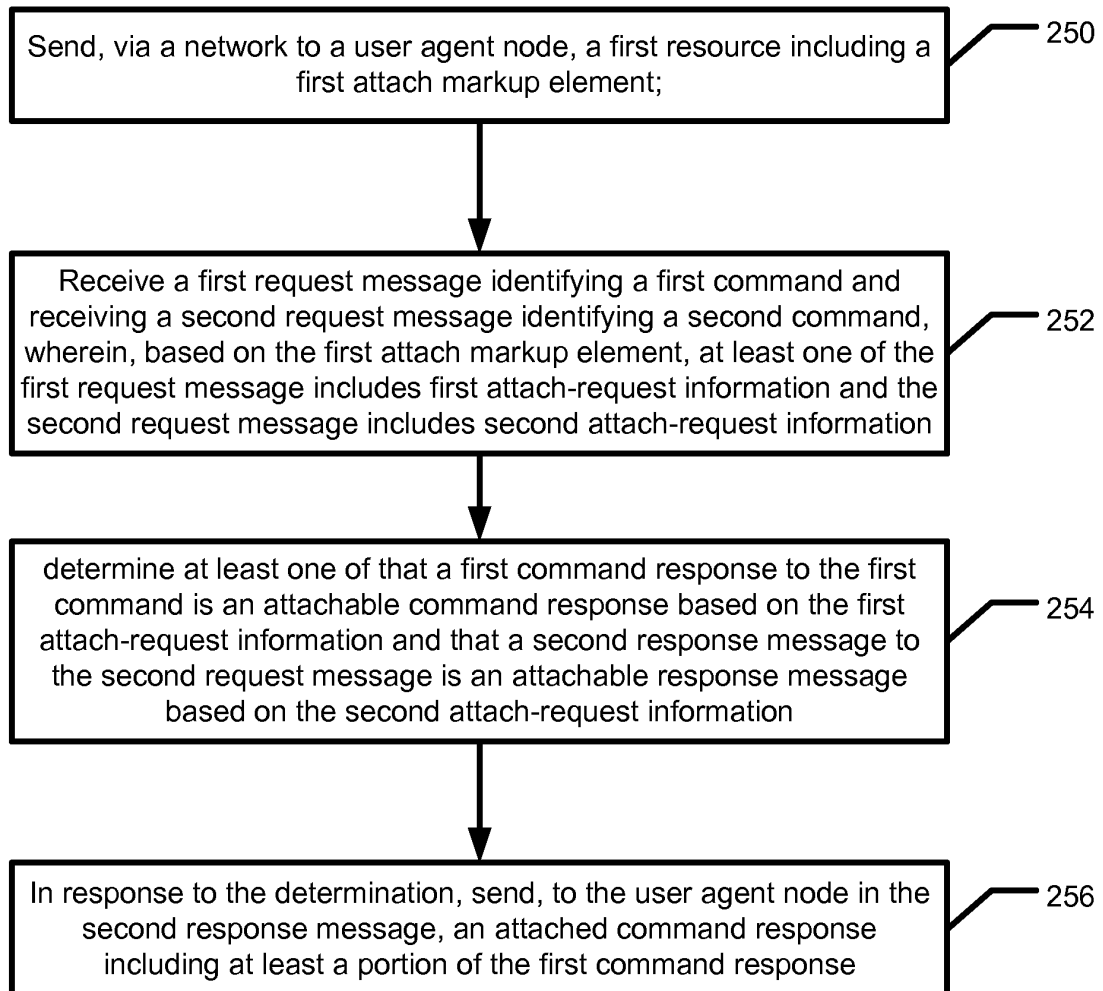 Send, via a network to a user agent node, a first resource including a
first attach markup element;
250
Receive a first request message identifying a first command and
receiving a second request message identifying a second command,
wherein, based on the first attach markup element, at least one of the
first request message includes first attach-request information and the
second request message includes second attach-request information
252
determine at least one of that a first command response to the first
command is an attachable command response based on the first
attach-request information and that a second response message to
the second request message is an attachable response message
based on the second attach-request information
254
In response to the determination, send, to the user agent node in the
second response message, an attached command response
including at least a portion of the first command response
256